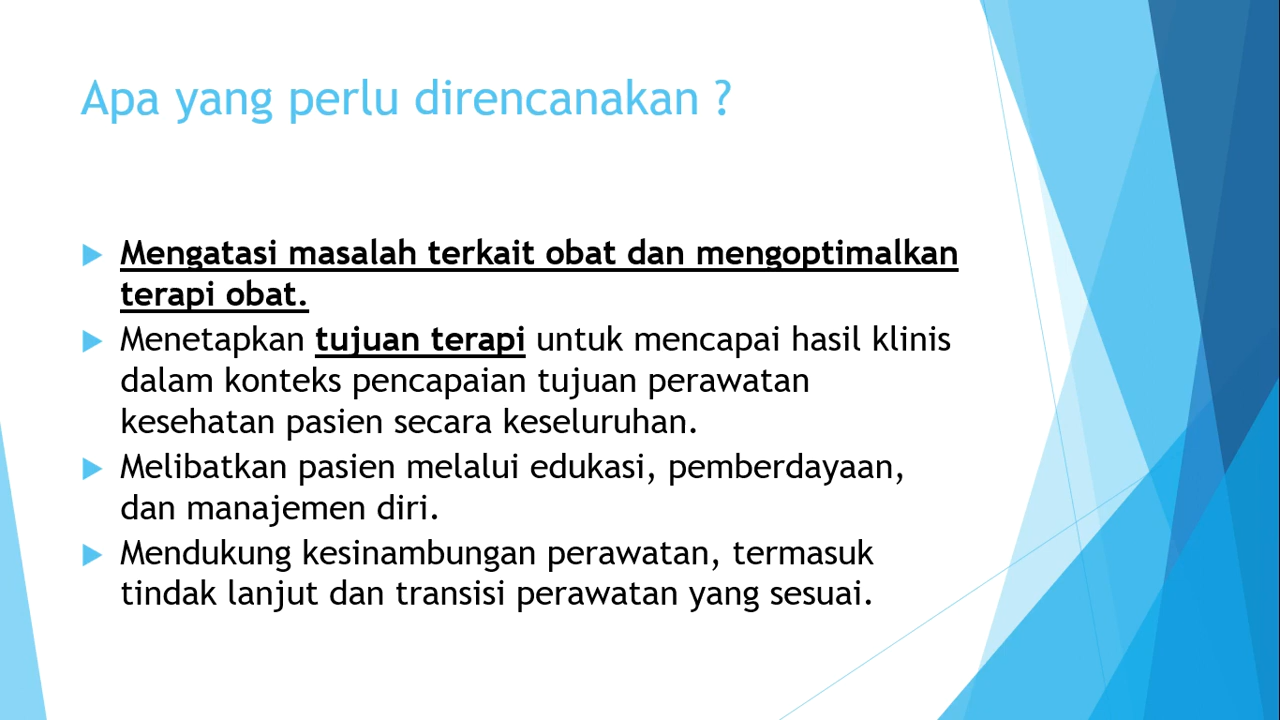 Apa yang perlu direncanakan ?
Mengatasi masalah terkait obat dan mengoptimalkan
terapi obat.
Menetapkan tujuan terapi untuk mencapai hasil klinis
dalam konteks pencapaian tujuan perawatan
kesehatan pasien secara keseluruhan.
Melibatkan pasien melalui edukasi, pemberdayaan,
dan manajemen diri.
Mendukung kesinambungan perawatan, termasuk
tindak lanjut dan transisi perawatan yang sesuai.